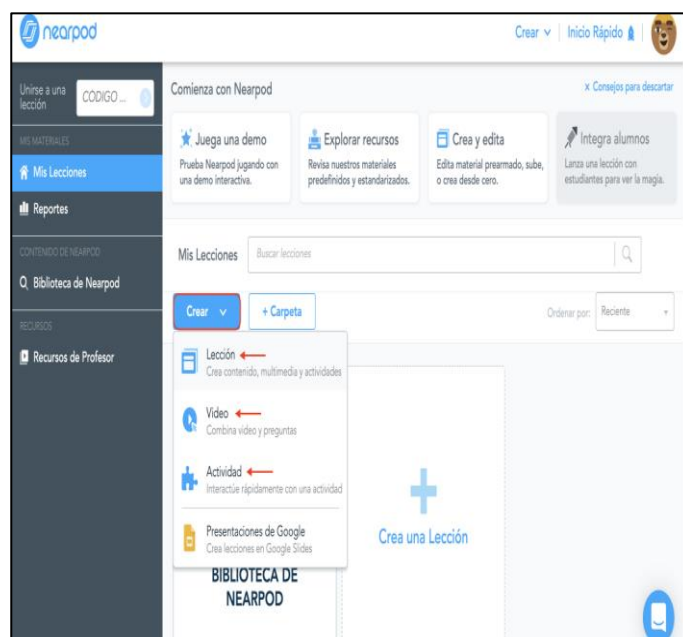 nearpod
Crear
Inicio Rápido
Unirse a una lección
CODIGO ...
MIS MATERIALES
Mis Lecciones
Reportes
CONTENIDO DE NEARPOD
Biblioteca de Nearpod
RECURSOS
Recursos de Profesor
Comienza con Nearpod
x Consejos para descartar
Juega una demo
Prueba Nearpod jugando con
una demo interactiva.
Explorar recursos
Revisa nuestros materiales
predefinidos y estandarizados.
Crea y edita
Edita material prearmado, sube,
o crea desde cero.
Integra alumnos
Lanza una lección con
estudiantes para ver la magia.
Mis Lecciones
Buscar lecciones
Crear
+ Carpeta
Ordenar por:
Reciente
Lección
Crea contenido, multimedia y actividades
Video
Combina video y preguntas
Actividad
Interactúe rápidamente con una actividad
Presentaciones de Google
Crea lecciones en Google Slides
BIBLIOTECA DE
NEARPOD
Crea una Lección